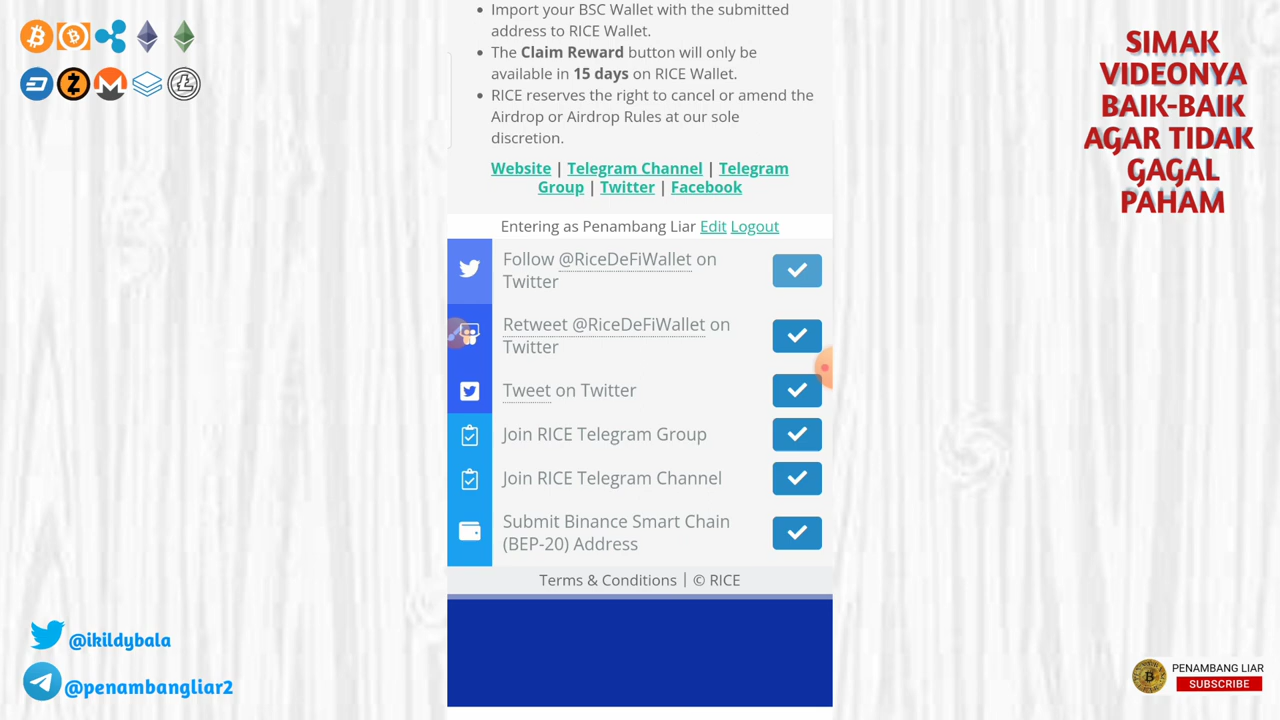 Import your BSC Wallet with the submitted
address to RICE Wallet.
The Claim Reward button will only be
available in 15 days on RICE Wallet.
RICE reserves the right to cancel or amend the
Airdrop or Airdrop Rules at our sole
discretion.
Website | Telegram Channel | Telegram
Group | Twitter | Facebook
Entering as Penambang Liar Edit Logout
Follow @RiceDeFiWallet on
Twitter
Retweet @RiceDeFiWallet on
Twitter
Tweet on Twitter
Join RICE Telegram Group
Join RICE Telegram Channel
Submit Binance Smart Chain
(BEP-20) Address
Terms & Conditions | © RICE
SIMAK
VIDEONYA
BAIK-BAIK
AGAR TIDAK
GAGAL
PAHAM
@ikildybala
@penambangliar2
PENAMBANG LIAR
SUBSCRIBE